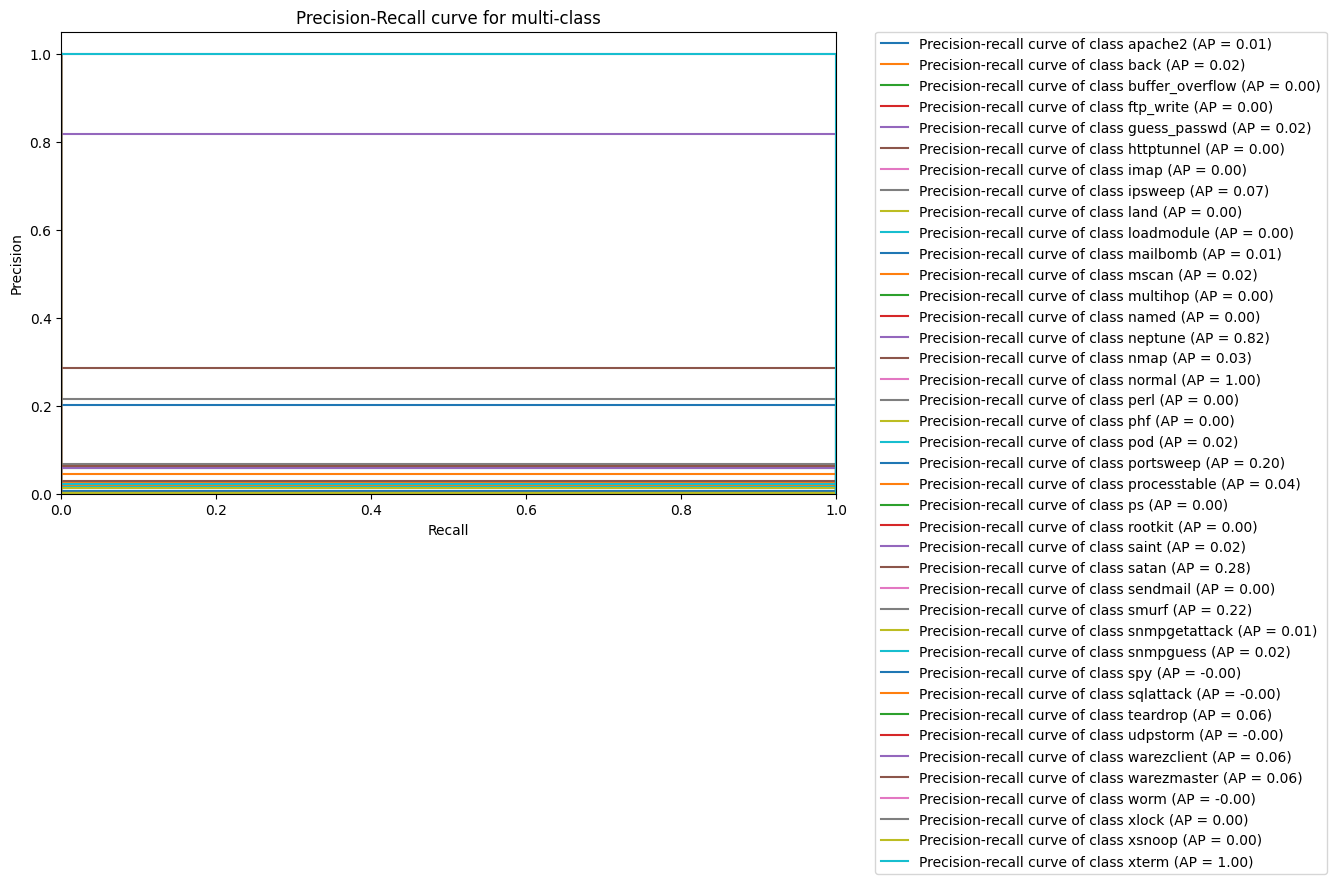 Precision-Recall curve for multi-class
1.0
0.8
0.6
0.4
0.2
0.0
Precision
0.0 0.2 0.4 0.6 0.8 1.0
Recall
Precision-recall curve of class apache2 (AP = 0.01)
Precision-recall curve of class back (AP = 0.02)
Precision-recall curve of class buffer_overflow (AP = 0.00)
Precision-recall curve of class ftp_write (AP = 0.00)
Precision-recall curve of class guess_passwd (AP = 0.02)
Precision-recall curve of class httptunnel (AP = 0.00)
Precision-recall curve of class imap (AP = 0.00)
Precision-recall curve of class ipsweep (AP = 0.07)
Precision-recall curve of class land (AP = 0.00)
Precision-recall curve of class loadmodule (AP = 0.00)
Precision-recall curve of class mailbomb (AP = 0.01)
Precision-recall curve of class mscan (AP = 0.02)
Precision-recall curve of class multihop (AP = 0.00)
Precision-recall curve of class named (AP = 0.00)
Precision-recall curve of class neptune (AP = 0.82)
Precision-recall curve of class nmap (AP = 0.03)
Precision-recall curve of class normal (AP = 1.00)
Precision-recall curve of class perl (AP = 0.00)
Precision-recall curve of class phf (AP = 0.00)
Precision-recall curve of class pod (AP = 0.02)
Precision-recall curve of class portsweep (AP = 0.20)
Precision-recall curve of class processtable (AP = 0.04)
Precision-recall curve of class ps (AP = 0.00)
Precision-recall curve of class rootkit (AP = 0.00)
Precision-recall curve of class saint (AP = 0.02)
Precision-recall curve of class satan (AP = 0.28)
Precision-recall curve of class sendmail (AP = 0.00)
Precision-recall curve of class smurf (AP = 0.22)
Precision-recall curve of class snmpgetattack (AP = 0.01)
Precision-recall curve of class snmpguess (AP = 0.02)
Precision-recall curve of class spy (AP = -0.00)
Precision-recall curve of class sqlattack (AP = -0.00)
Precision-recall curve of class teardrop (AP = 0.06)
Precision-recall curve of class udpstorm (AP = -0.00)
Precision-recall curve of class warezclient (AP = 0.06)
Precision-recall curve of class warezmaster (AP = 0.06)
Precision-recall curve of class worm (AP = -0.00)
Precision-recall curve of class xlock (AP = 0.00)
Precision-recall curve of class xsnoop (AP = 0.00)
Precision-recall curve of class xterm (AP = 1.00)